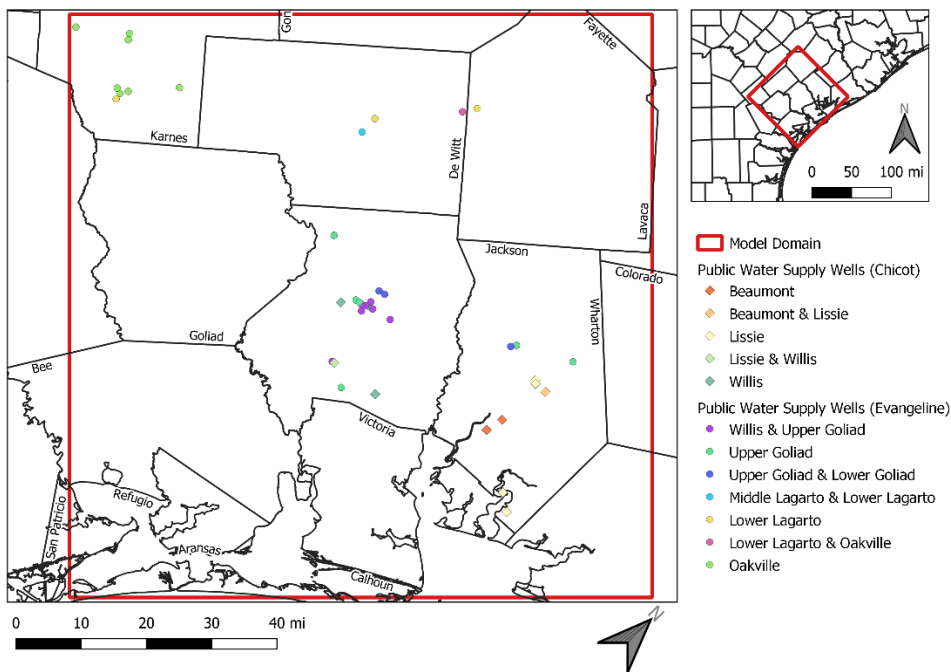 Gon
Fayette
Karnes
De Witt
Lavaca
Jackson
Colorado
Wharton
Goliad
Bee
Victoria
Refugio
San Patricio
Aransas
Calhoun
0 10 20 30 40 mi
N
N
0 50 100 mi
Model Domain
Public Water Supply Wells (Chicot)
Beaumont
Beaumont & Lissie
Lissie
Lissie & Willis
Willis
Public Water Supply Wells (Evangeline)
Willis & Upper Goliad
Upper Goliad
Upper Goliad & Lower Goliad
Middle Lagarto & Lower Lagarto
Lower Lagarto
Lower Lagarto & Oakville
Oakville